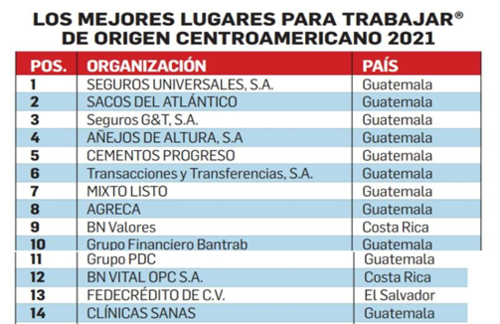 LOS MEJORES LUGARES PARA TRABAJAR®
DE ORIGEN CENTROAMERICANO 2021
POS. ORGANIZACIÓN PAÍS
1 SEGUROS UNIVERSALES, S.A. Guatemala
2 SACOS DEL ATLÁNTICO Guatemala
3 Seguros G&T, S.A. Guatemala
4 AÑEJOS DE ALTURA, S.A Guatemala
5 CEMENTOS PROGRESO Guatemala
6 Transacciones y Transferencias, S.A. Guatemala
7 MIXTO LISTO Guatemala
8 AGRECA Guatemala
9 BN Valores Costa Rica
10 Grupo Financiero Bantrab Guatemala
11 Grupo PDC Guatemala
12 BN VITAL OPC S.A. Costa Rica
13 FEDECRÉDITO DE C.V. El Salvador
14 CLÍNICAS SANAS Guatemala